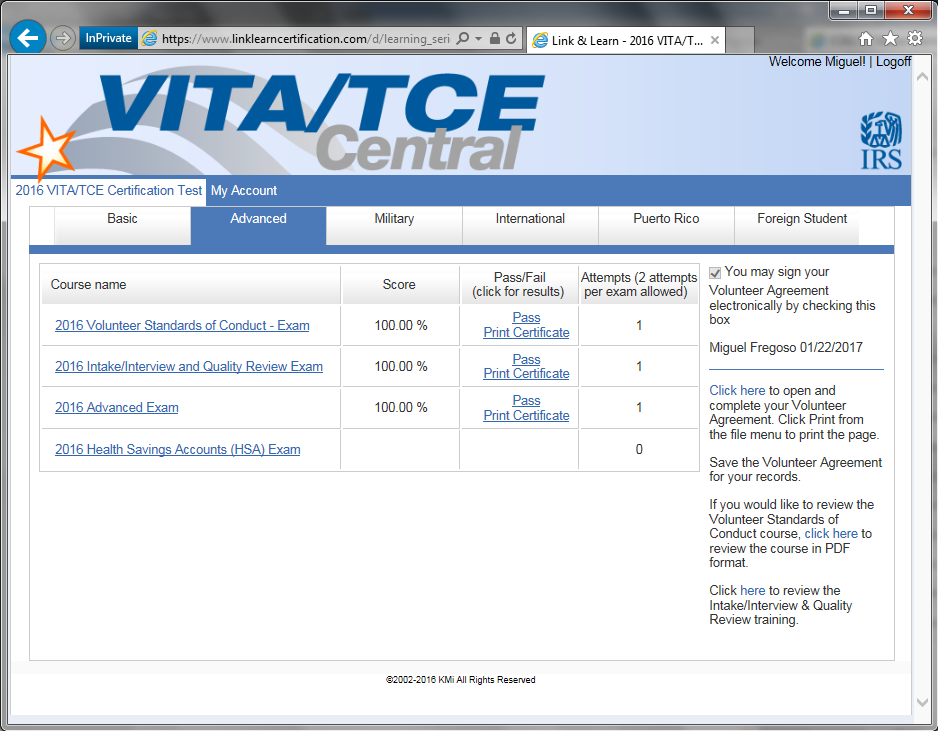 InPrivate https://www.linklearncertification.com/d/learning_seri Link & Learn - 2016 VITA/T...
Welcome Miguel! | Logoff
VITA/TCE
Central
IRS
2016 VITA/TCE Certification Test My Account
Basic Advanced Military International Puerto Rico Foreign Student
Course name Score Pass/Fail (click for results) Attempts (2 attempts per exam allowed)
2016 Volunteer Standards of Conduct - Exam 100.00 % Pass Print Certificate 1
2016 Intake/Interview and Quality Review Exam 100.00 % Pass Print Certificate 1
2016 Advanced Exam 100.00 % Pass Print Certificate 1
2016 Health Savings Accounts (HSA) Exam 0
You may sign your
Volunteer Agreement
electronically by checking this
box
Miguel Fregoso 01/22/2017
Click here to open and
complete your Volunteer
Agreement. Click Print from
the file menu to print the page.
Save the Volunteer Agreement
for your records.
If you would like to review the
Volunteer Standards of
Conduct course, click here to
review the course in PDF
format.
Click here to review the
Intake/Interview & Quality
Review training.
©2002-2016 KMi All Rights Reserved